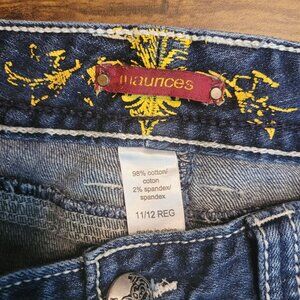 maurices
98% cotton/
coton
2% spandex/
spandex
11/12 REG